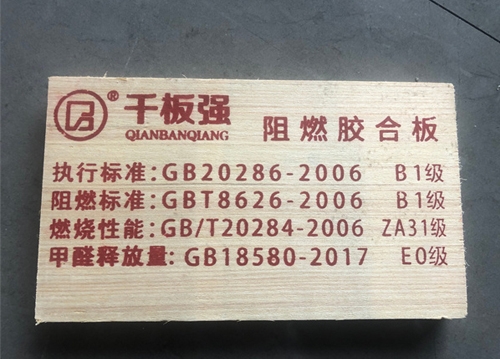 ®千板强
QIANBANQIANG
阻燃胶合板
执行标准:GB20286-2006 B1级
阻燃标准:GBT8626-2006 B1级
燃烧性能:GB/T20284-2006 ZA31级
甲醛释放量:GB18580-2017 E0级